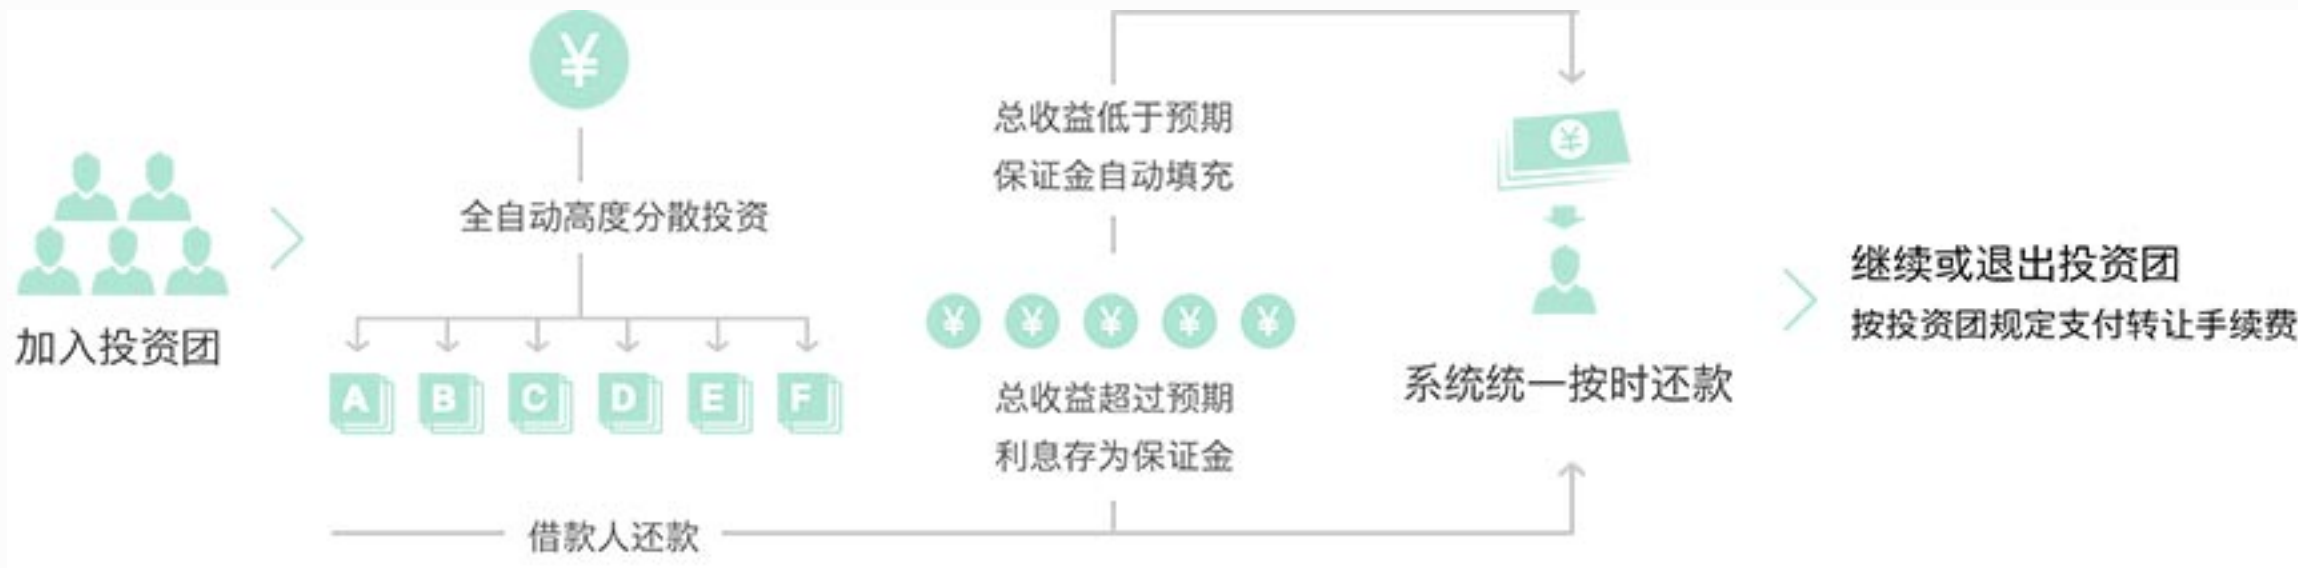 加入投资团
¥
全自动高度分散投资
A B C D E F
借款人还款
总收益低于预期
保证金自动填充
¥ ¥ ¥ ¥ ¥
总收益超过预期
利息存为保证金
¥
系统统一按时还款
继续或退出投资团
按投资团规定支付转让手续费